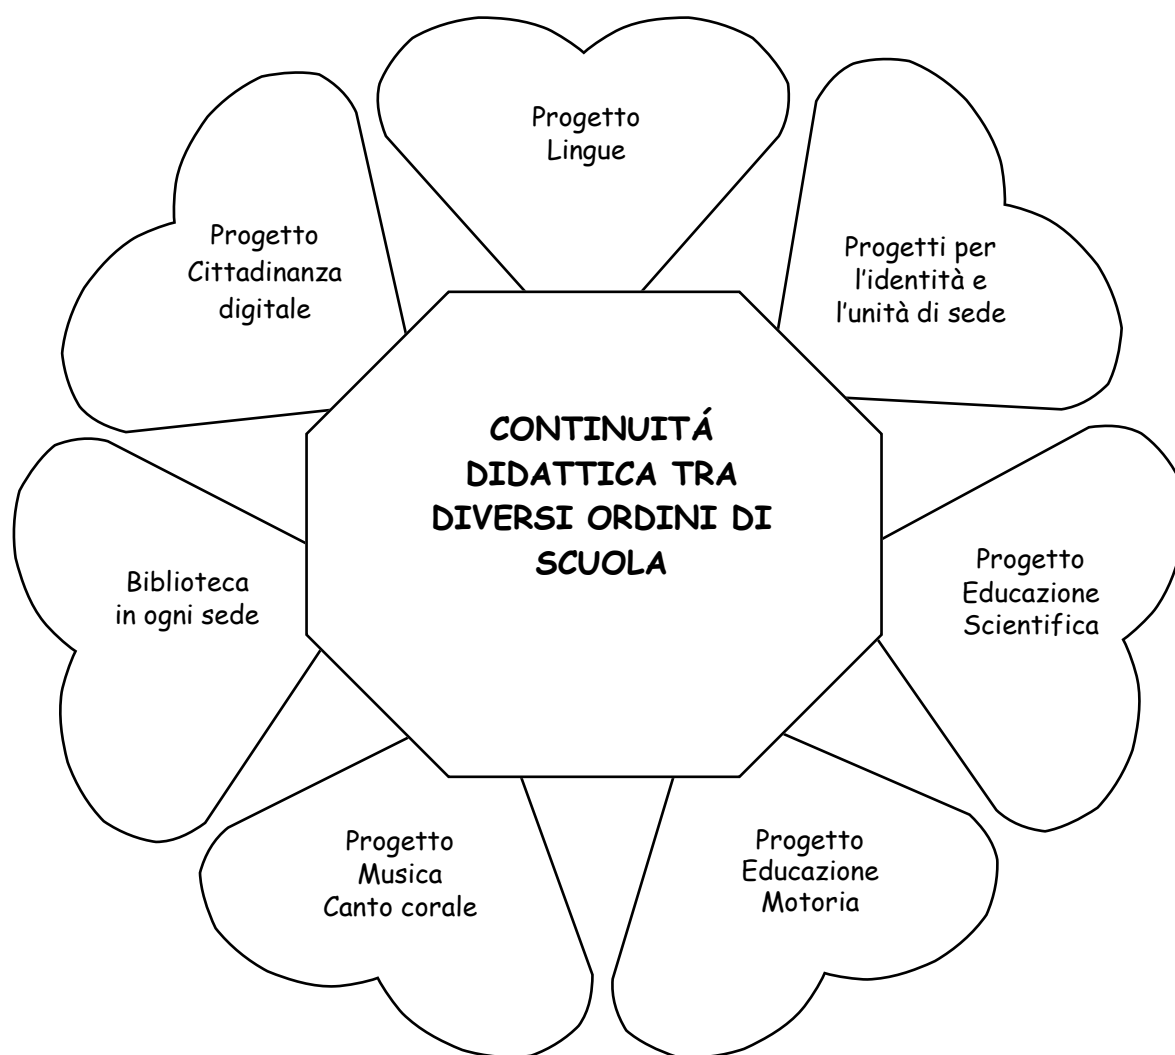 Progetto
Lingue
Progetto
Cittadinanza
digitale
Progetti per
l'identità e
l'unità di sede
CONTINUITÁ
DIDATTICA TRA
DIVERSI ORDINI DI
SCUOLA
Biblioteca
in ogni sede
Progetto
Educazione
Scientifica
Progetto
Musica
Canto corale
Progetto
Educazione
Motoria